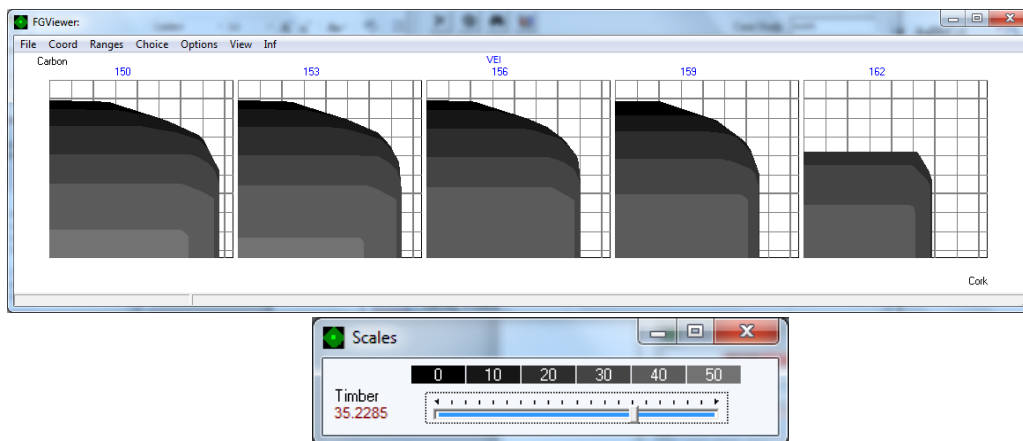 FGViewer:
File Coord Ranges Choice Options View Inf
Carbon
VEI
150 153 156 159 162
Cork
Scales
0 10 20 30 40 50
Timber
35.2285